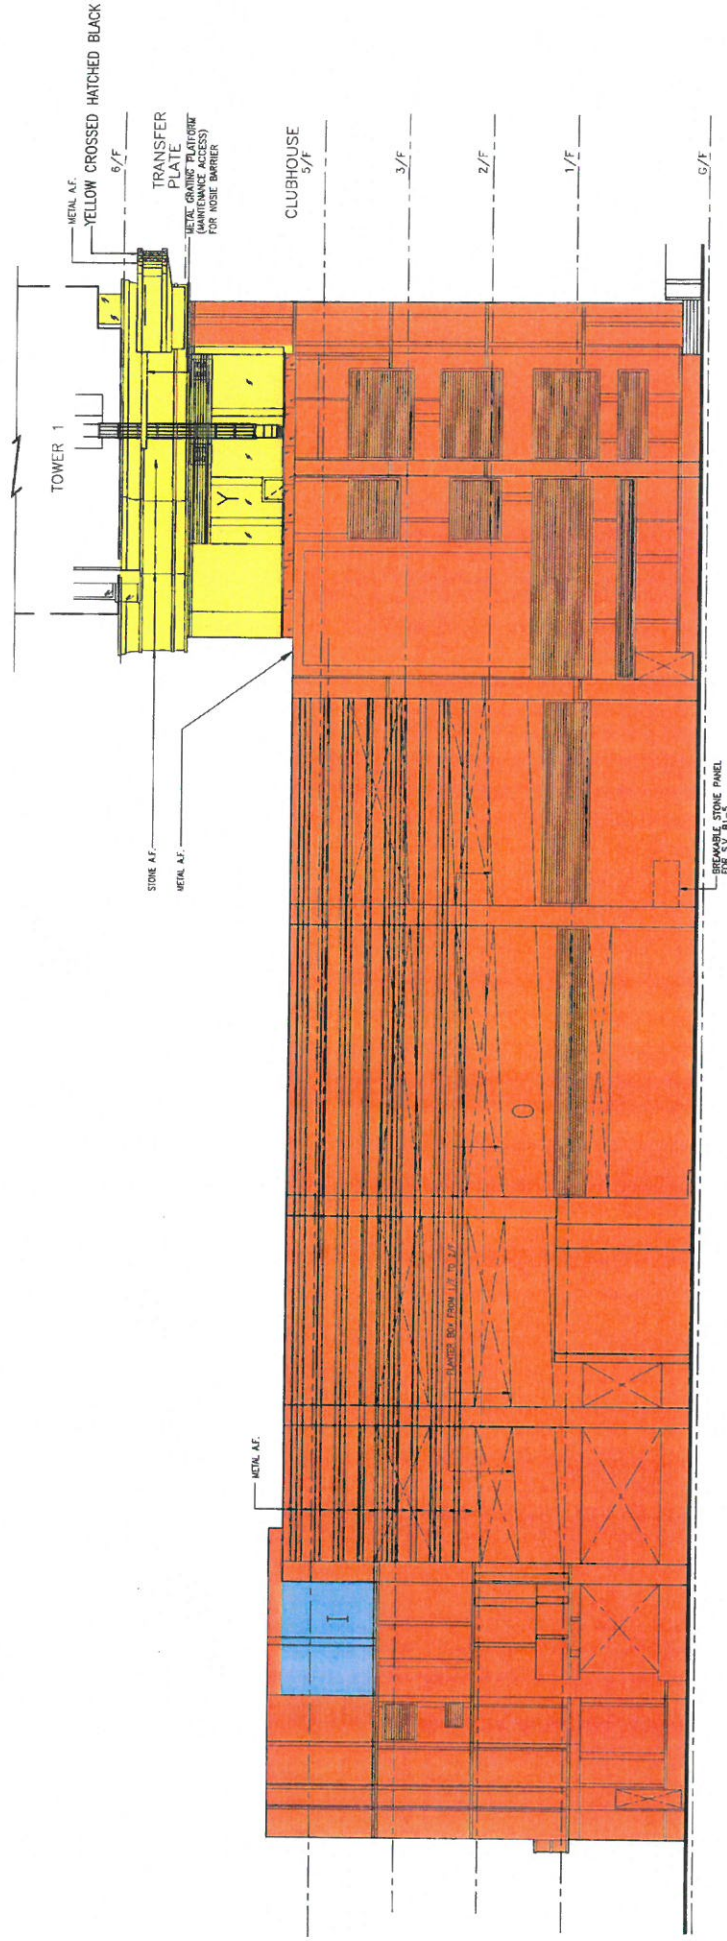 METAL A.F.
YELLOW CROSSED HATCHED BLACK
6/F
TRANSFER
PLATE
METAL GRATING PLATFORM
(MAINTENANCE ACCESS)
FOR NOSIE BARRIER
CLUBHOUSE
5/F
3/F
2/F
1/F
G/F
TOWER 1
Y
STONE A.F.
METAL A.F.
BREAKABLE STONE PANEL
O
PLANTER BOX FROM 1/F TO 2/F
METAL A.F.
I